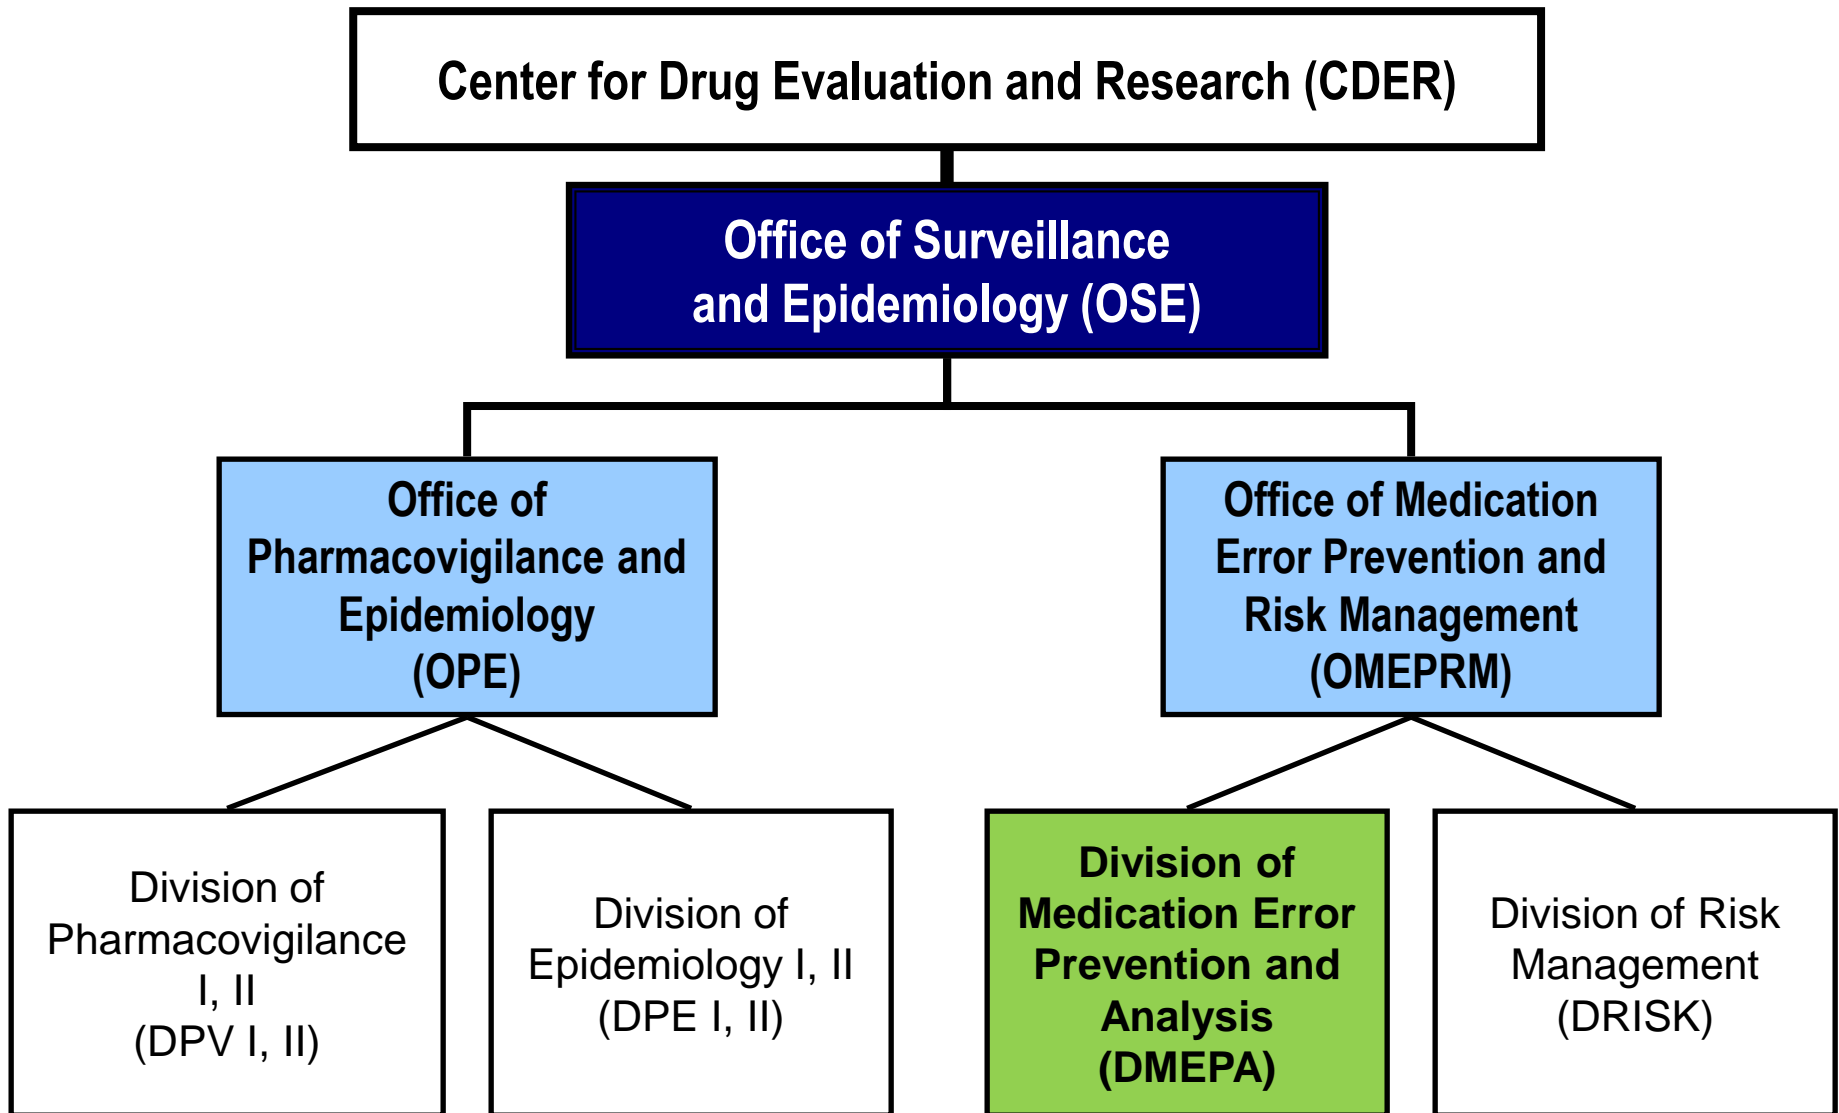 Center for Drug Evaluation and Research (CDER)
Office of Surveillance
and Epidemiology (OSE)
Office of
Pharmacovigilance and
Epidemiology
(OPE)
Office of Medication
Error Prevention and
Risk Management
(OMEPRM)
Division of
Pharmacovigilance
I, II
(DPV I, II)
Division of
Epidemiology I, II
(DPE I, II)
Division of
Medication Error
Prevention and
Analysis
(DMEPA)
Division of Risk
Management
(DRISK)